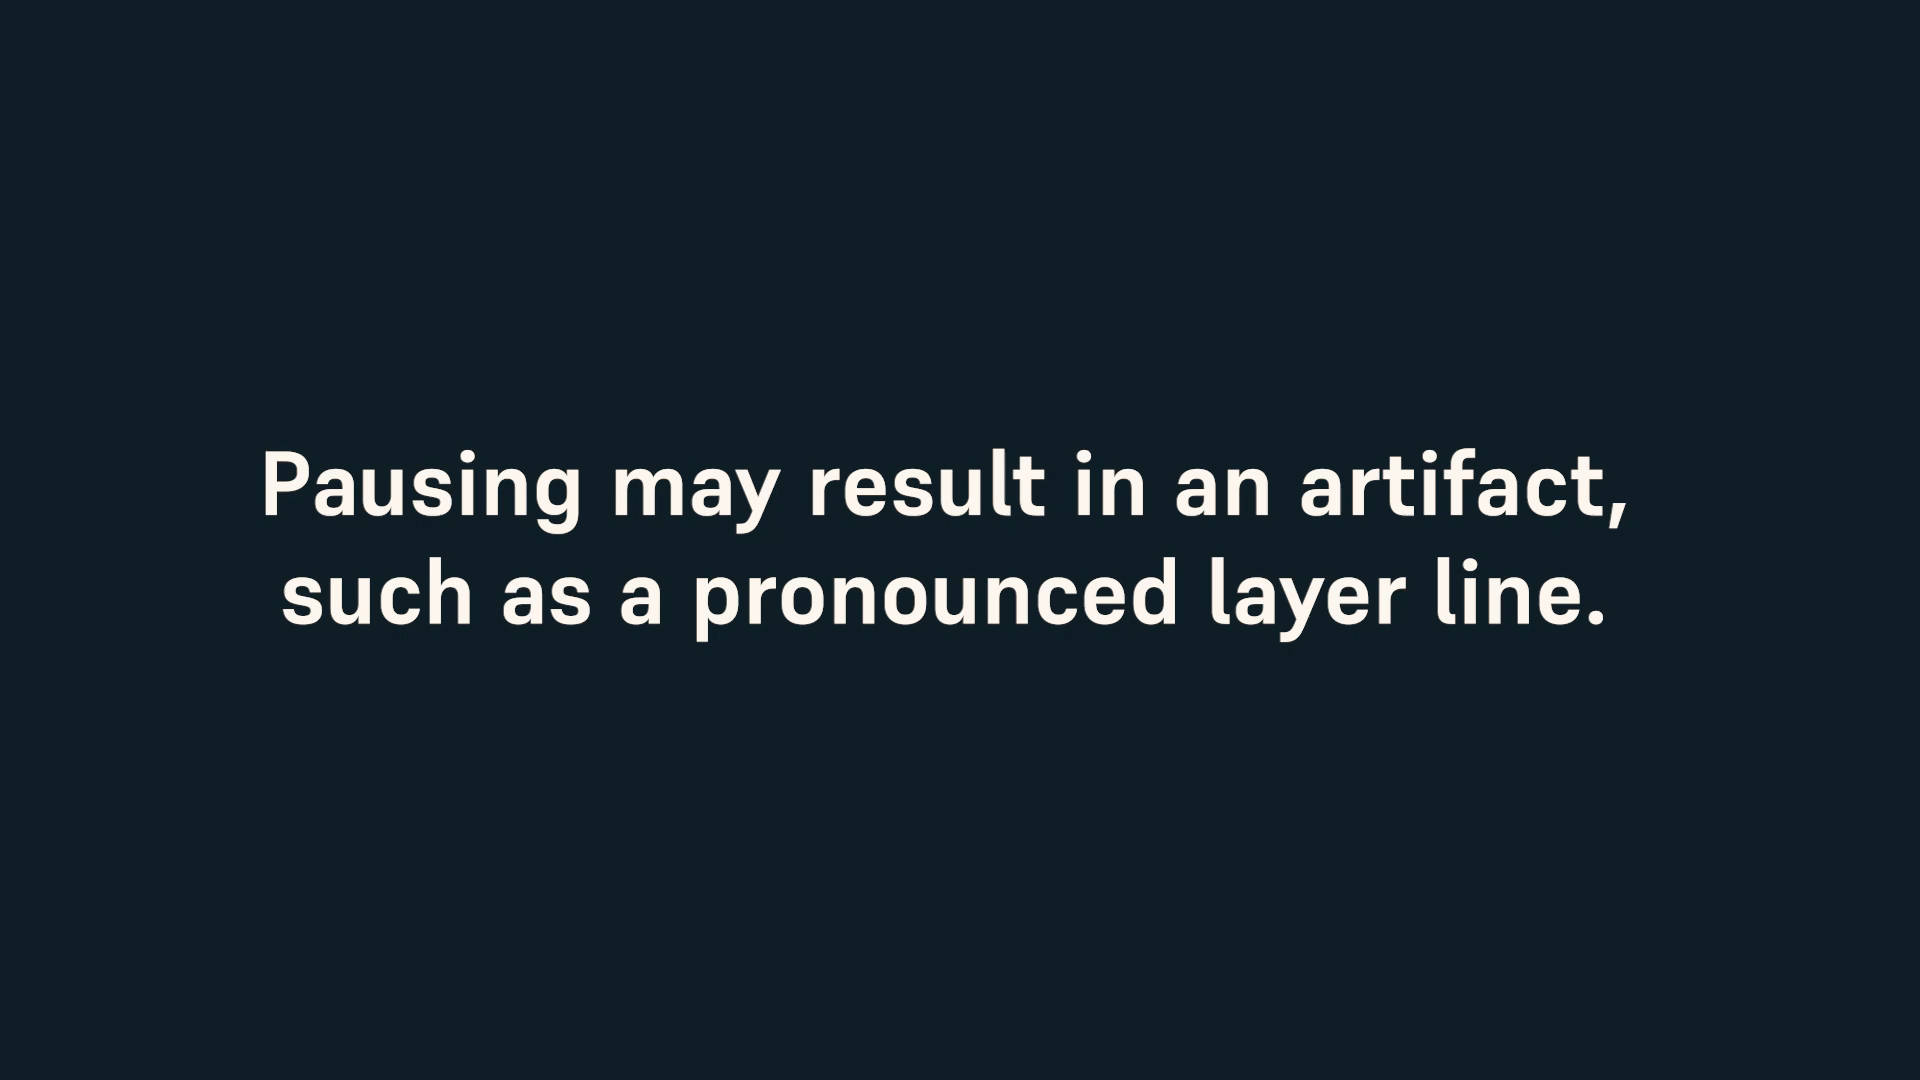 Pausing may result in an artifact,
such as a pronounced layer line.